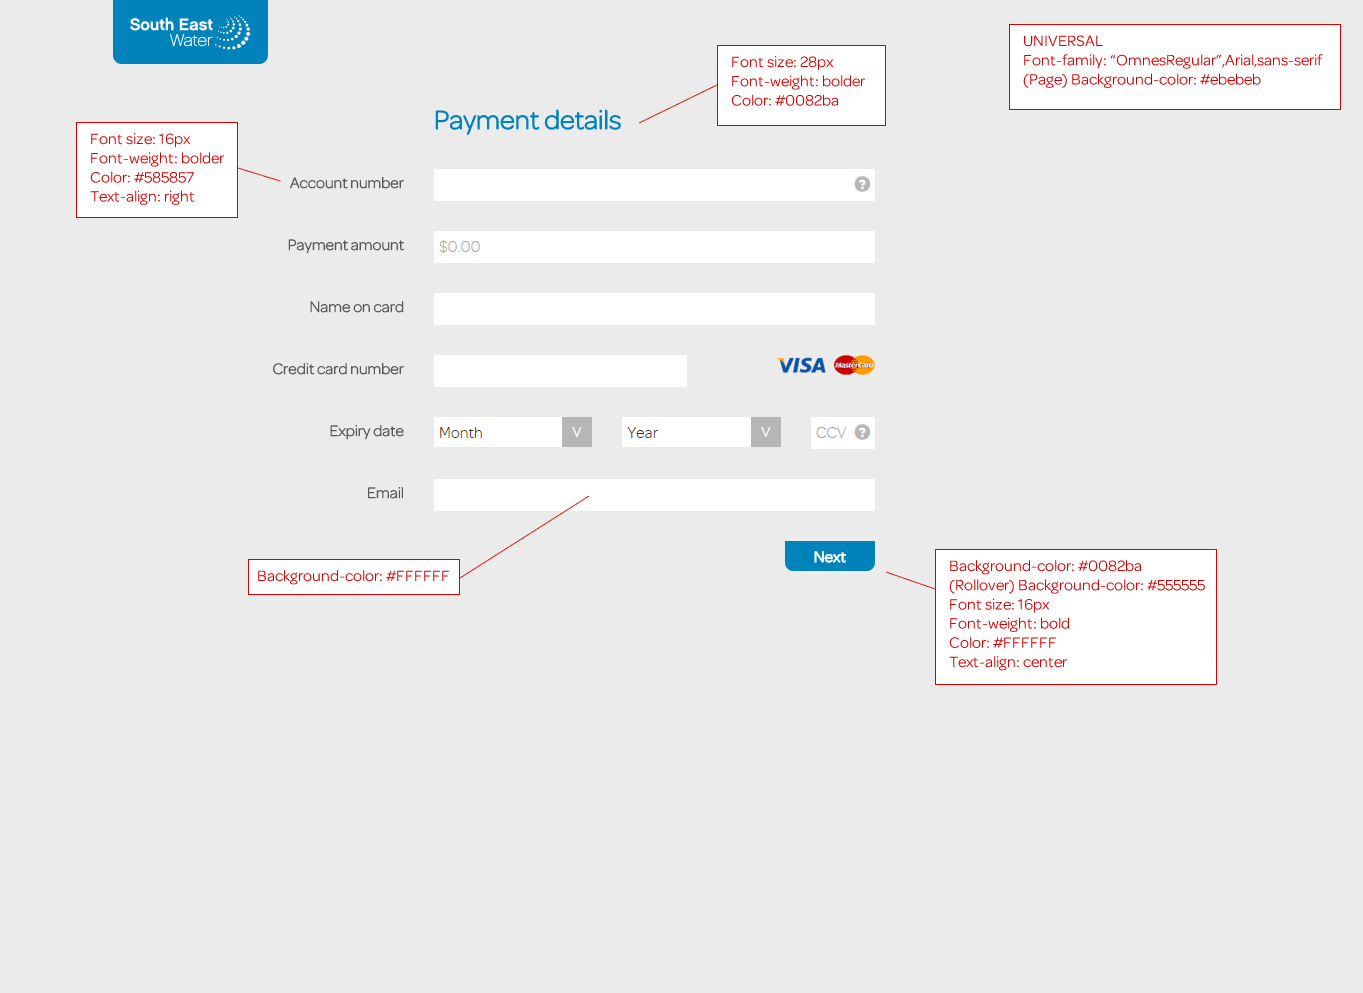 South East
Water
UNIVERSAL
Font-family: “OmnesRegular”,Arial,sans-serif
(Page) Background-color: #ebebeb
Font size: 28px
Font-weight: bolder
Color: #0082ba
Payment details
Font size: 16px
Font-weight: bolder
Color: #585857
Text-align: right
Account number
?
Payment amount
$0.00
Name on card
Credit card number
VISA
MasterCard
Expiry date
Month
V
Year
V
CCV
?
Email
Background-color: #FFFFFF
Next
Background-color: #0082ba
(Rollover) Background-color: #555555
Font size: 16px
Font-weight: bold
Color: #FFFFFF
Text-align: center